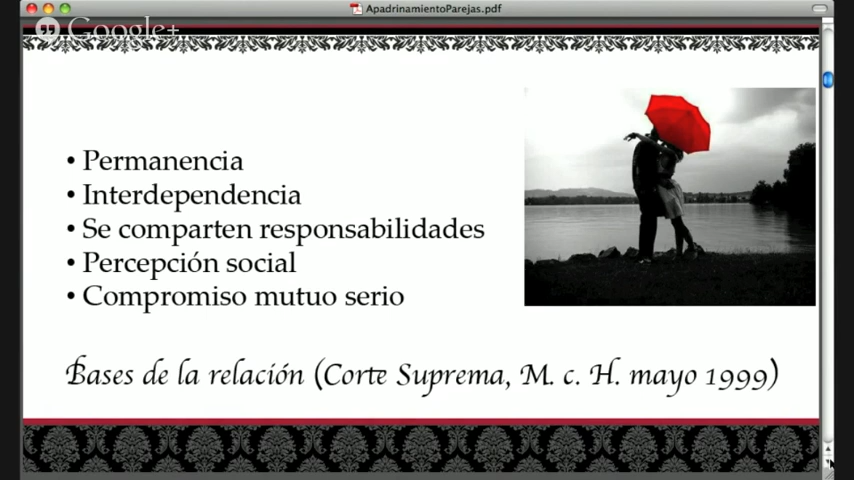 ApadrinamientoParejas.pdf
Google+
• Permanencia
• Interdependencia
• Se comparten responsabilidades
• Percepción social
• Compromiso mutuo serio
Bases de la relación (Corte Suprema, M. c. H. mayo 1999)